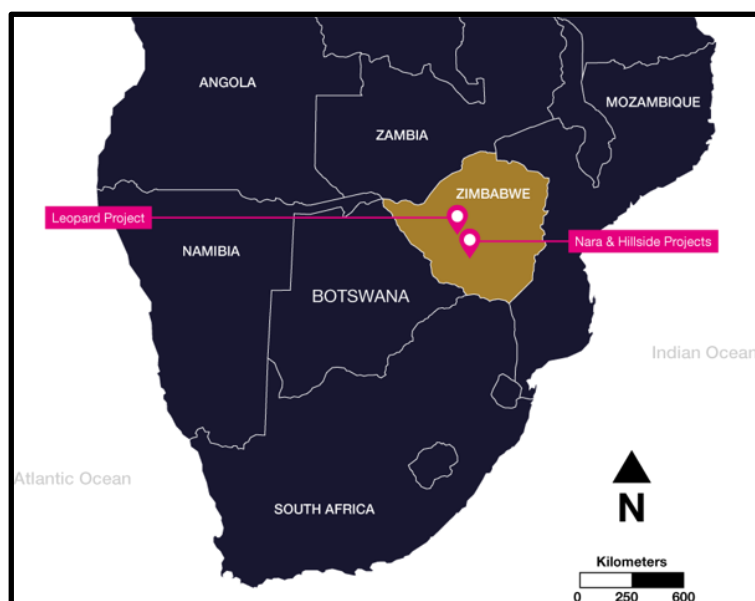 ANGOLA
MOZAMBIQUE
ZAMBIA
ZIMBABWE
Leopard Project
Nara & Hillside Projects
NAMIBIA
BOTSWANA
Indian Ocean
Atlantic Ocean
SOUTH AFRICA
N
Kilometers
0 250 600